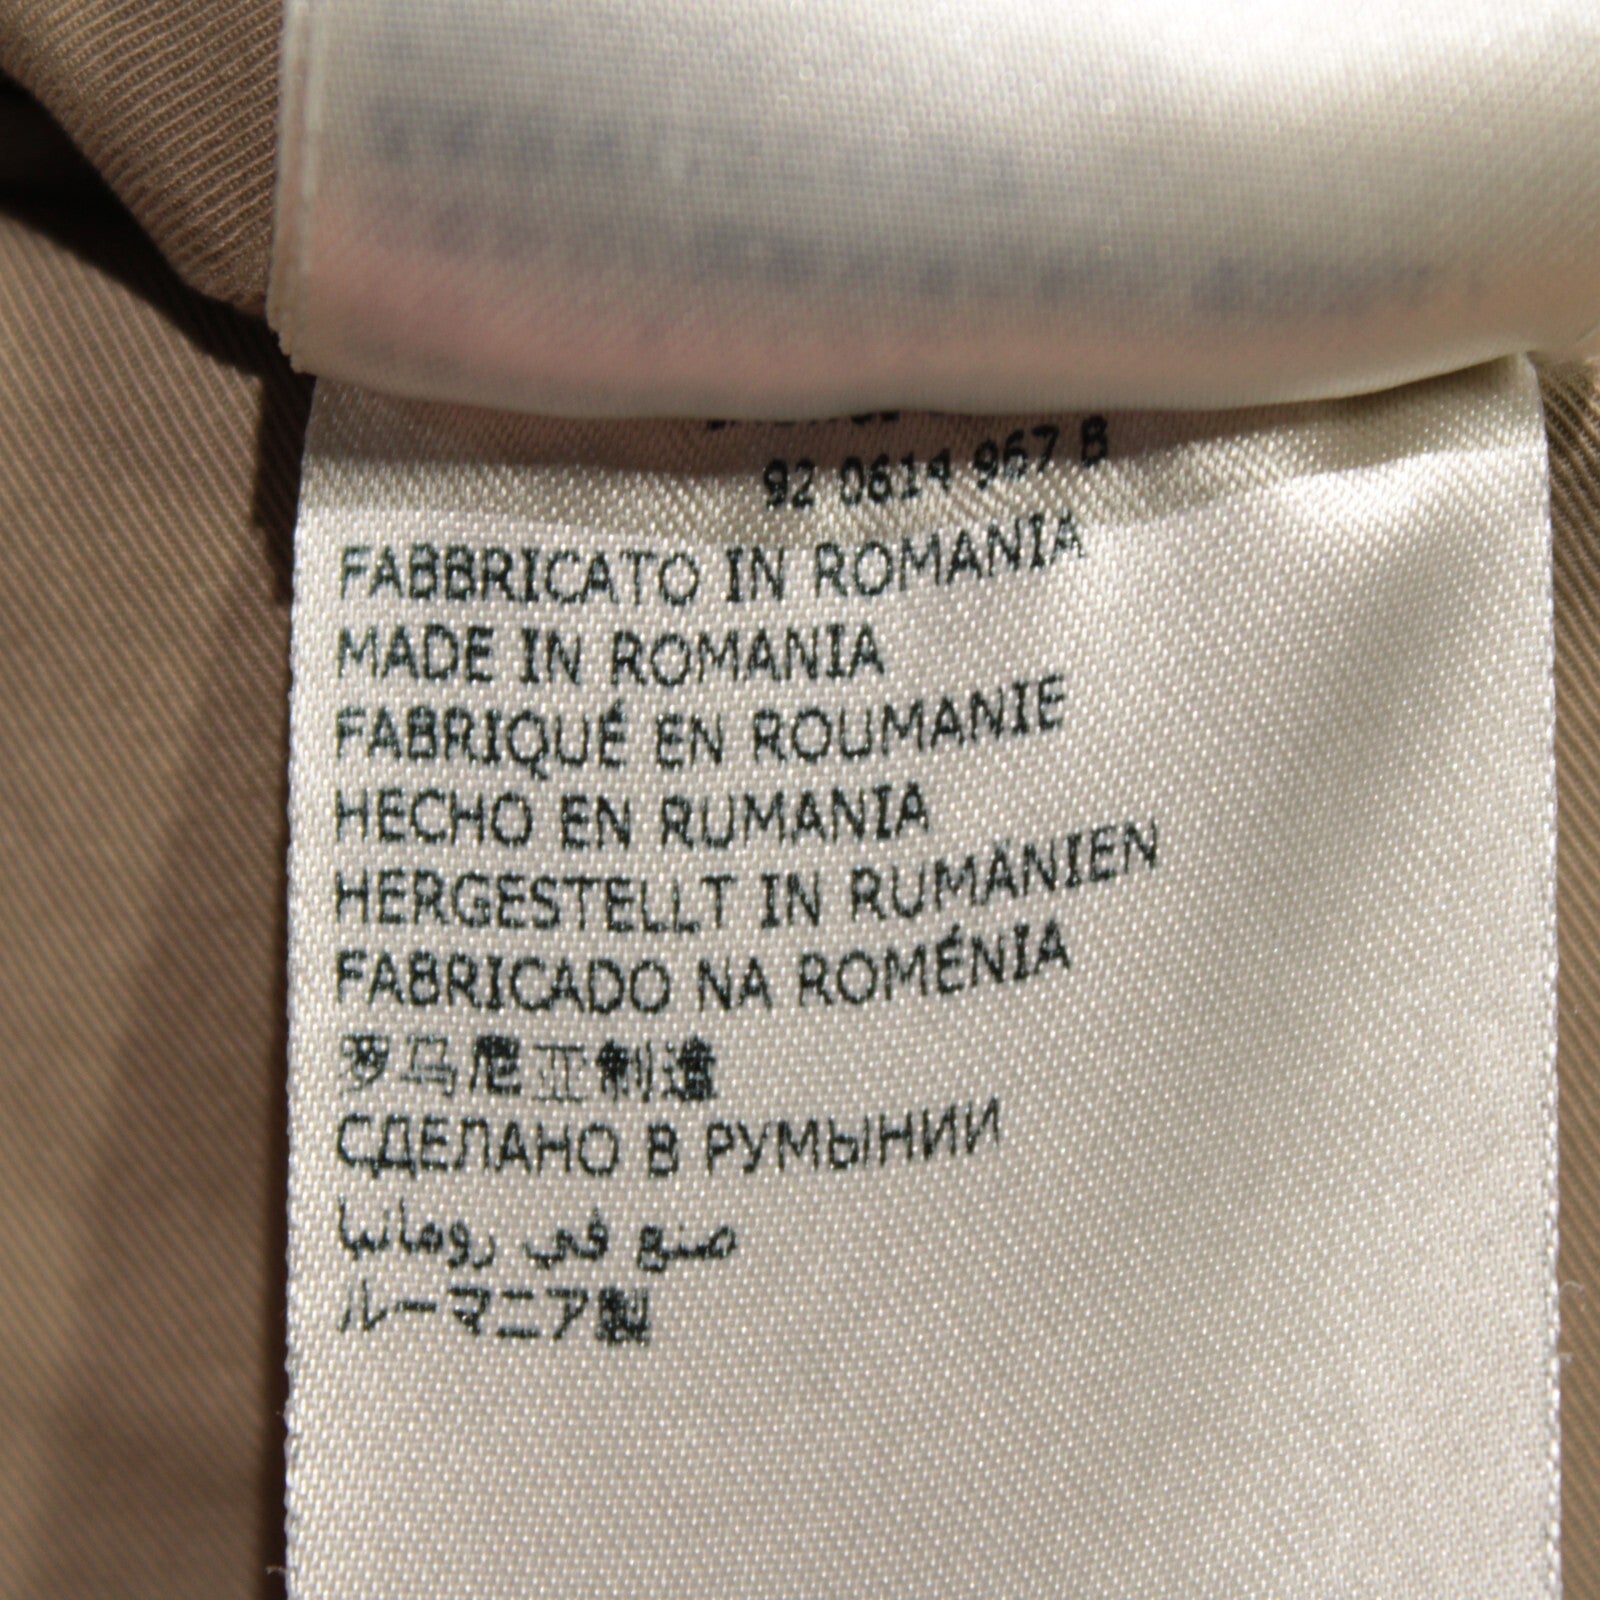 92 0614 967 B
FABBRICATO IN ROMANIA
MADE IN ROMANIA
FABRIQUÉ EN ROUMANIE
HECHO EN RUMANIA
HERGESTELLT IN RUMÄNIEN
FABRICADO NA ROMÉNIA
罗马尼亚制造
СДЕЛАНО В РУМЫНИИ
صنع في رومانيا
ルーマニア製